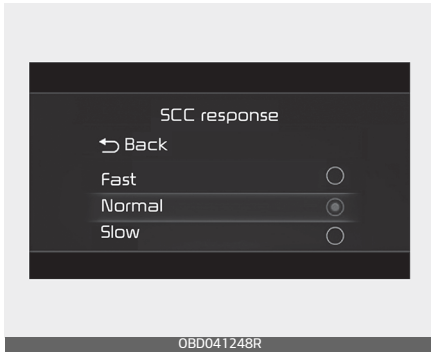 SCC response
Back
Fast
Normal
Slow
OBD041248R